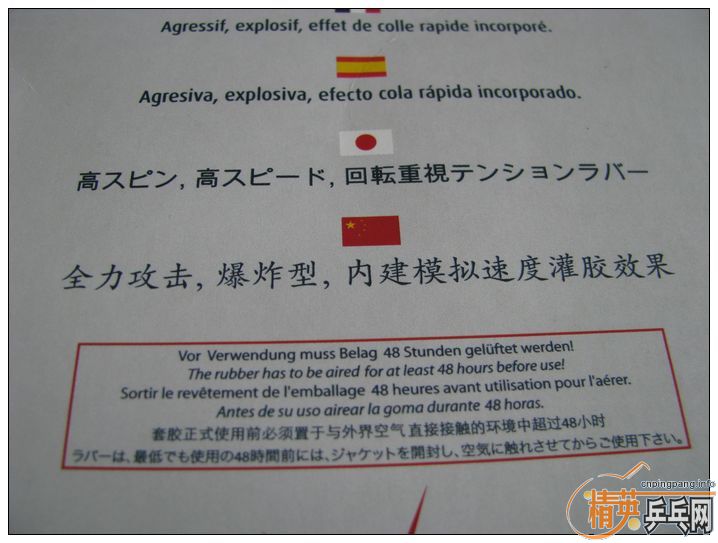 Agressif, explosif, effet de colle rapide incorporé.
Agresiva, explosiva, efecto cola rápida incorporado.
高スピン, 高スピード, 回転重視テンションラバー
全力攻击, 爆炸型, 内建模拟速度灌胶效果
Vor Verwendung muss Belag 48 Stunden gelüftet werden!
The rubber has to be aired for at least 48 hours before use!
Sortir le revêtement de l'emballage 48 heures avant utilisation pour l'aérer.
Antes de su uso airear la goma durante 48 horas.
套胶正式使用前必须置于与外界空气直接接触的环境中超过48小时
ラバーは、最低でも使用の48時間前には、ジャケットを開封し、空気に触れさせてからご使用下さい。
cnpingpang.info
精英乒乓网